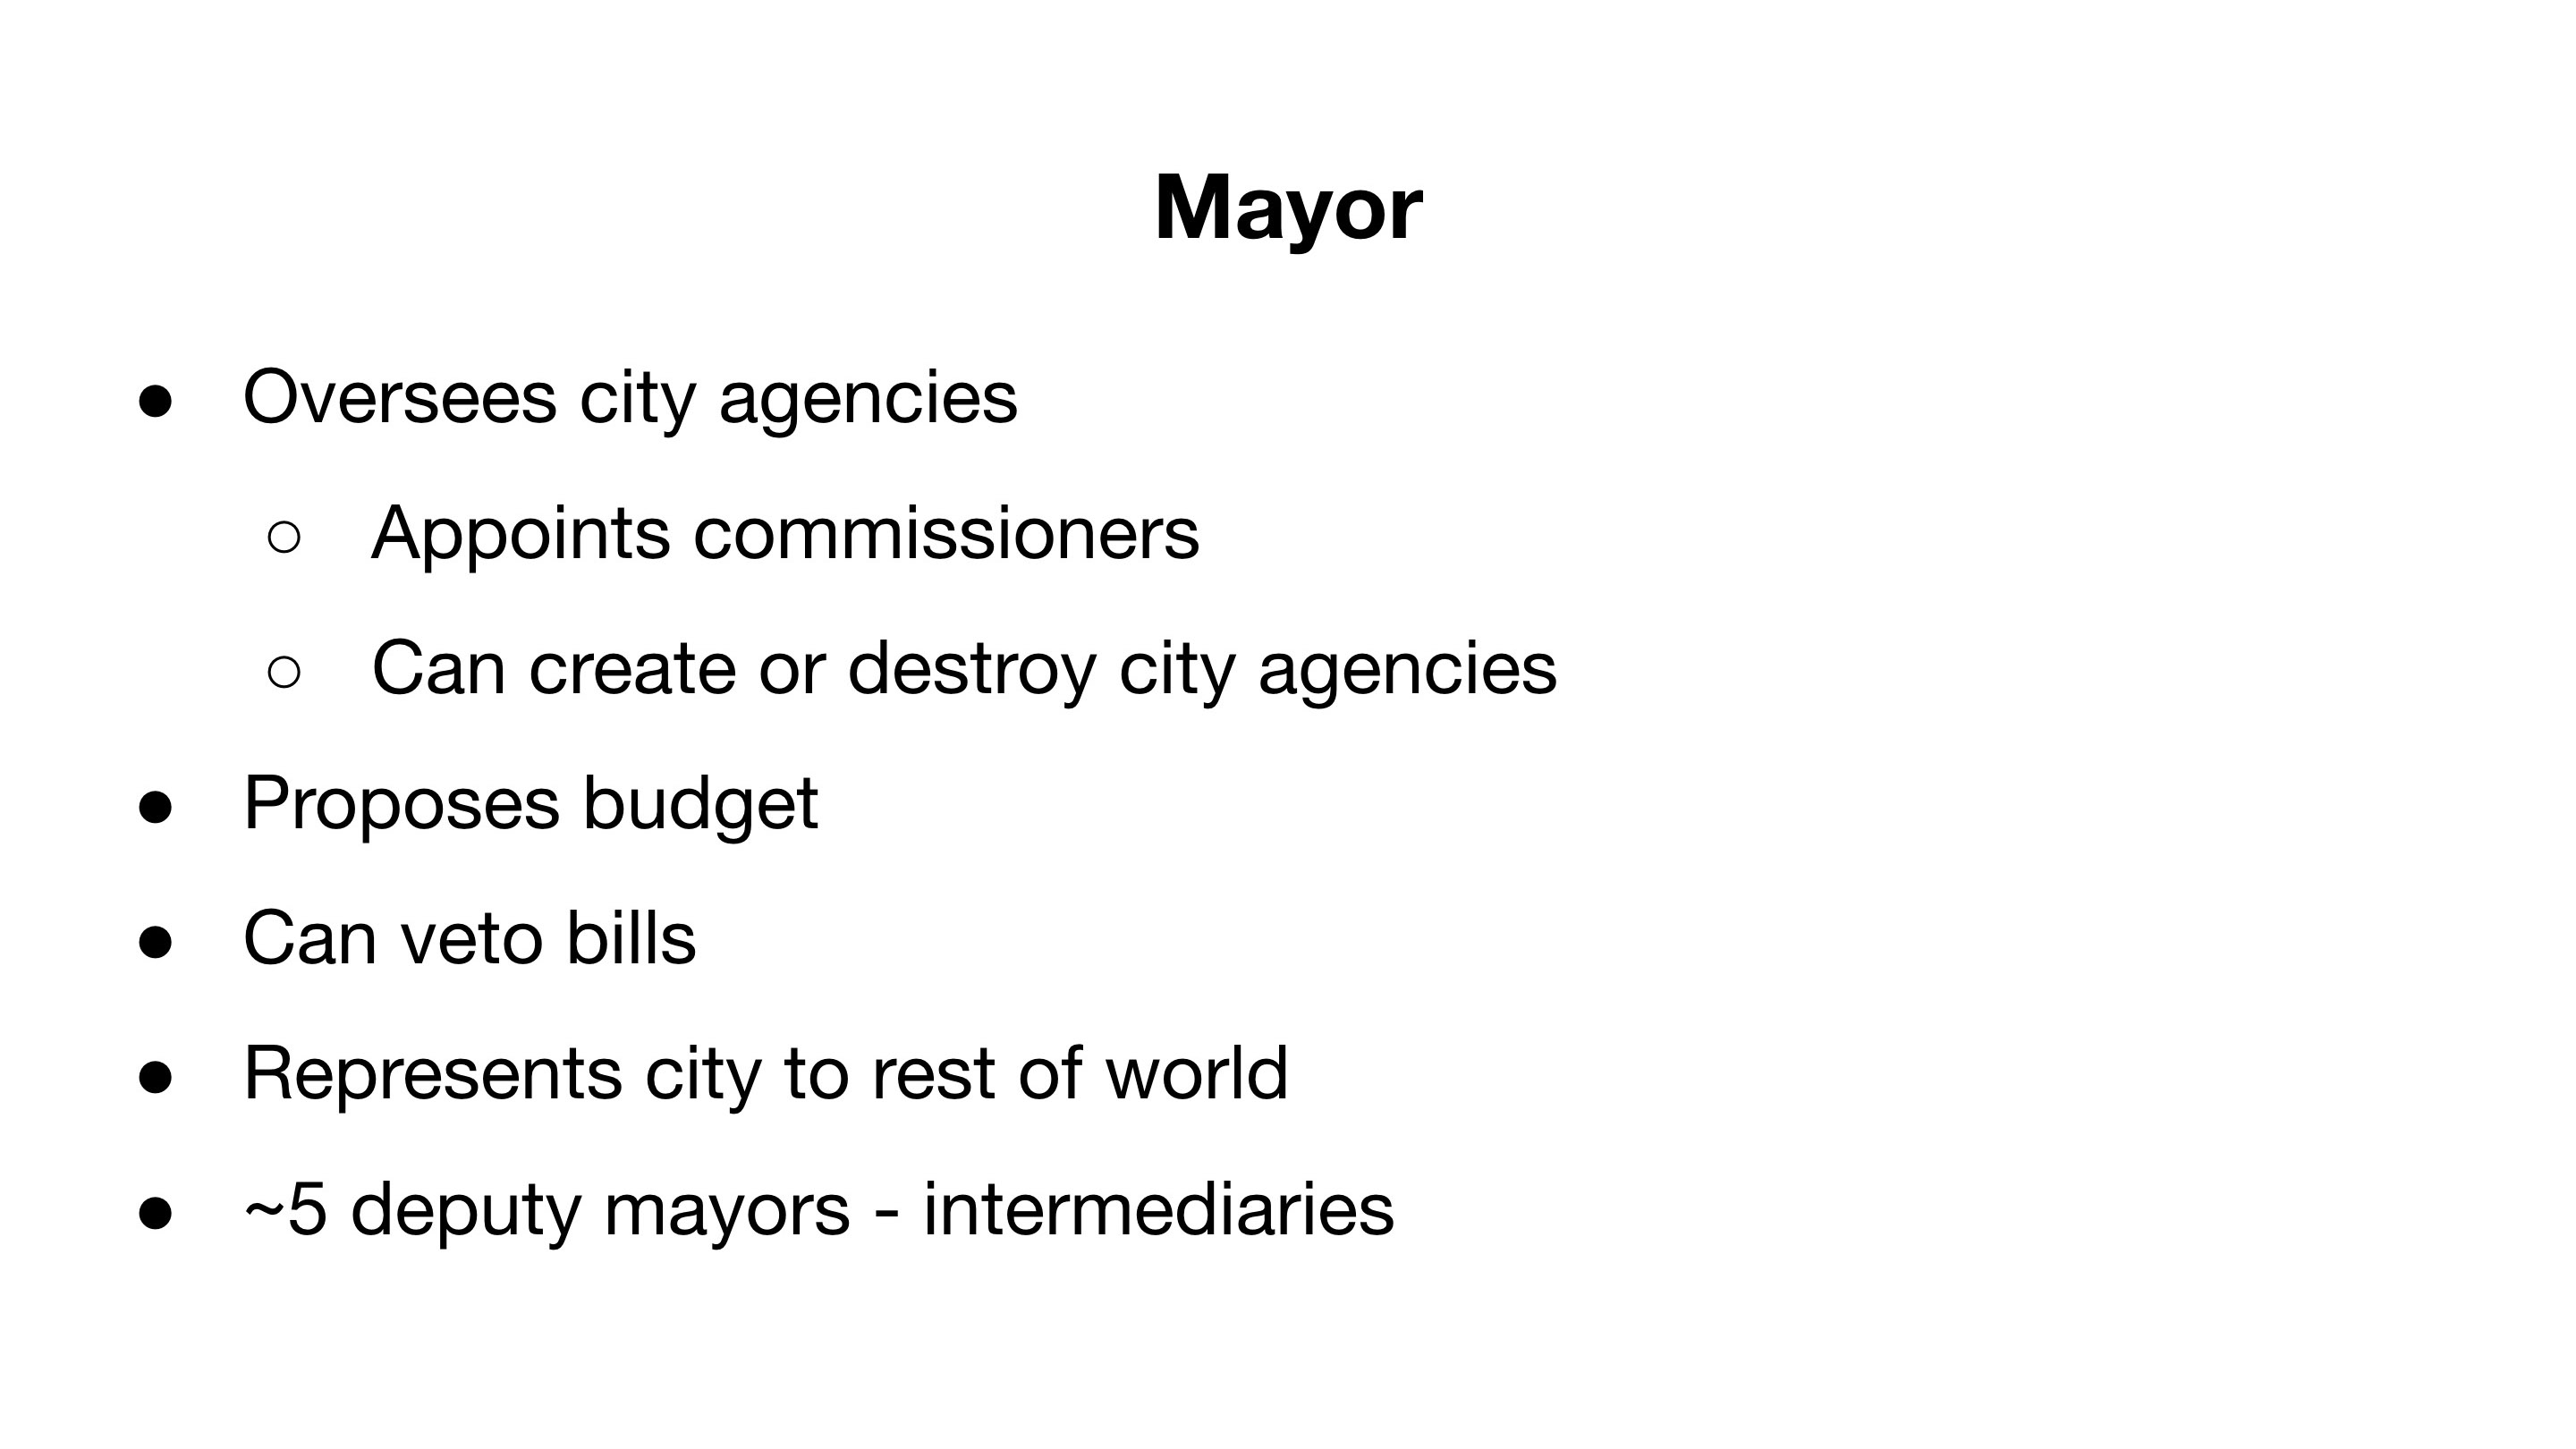 Mayor
● Oversees city agencies
○ Appoints commissioners
○ Can create or destroy city agencies
● Proposes budget
● Can veto bills
● Represents city to rest of world
● ~5 deputy mayors - intermediaries